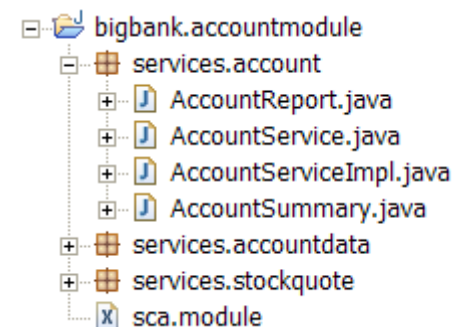 bigbank.accountmodule
services.account
AccountReport.java
AccountService.java
AccountServiceImpl.java
AccountSummary.java
services.accountdata
services.stockquote
sca.module